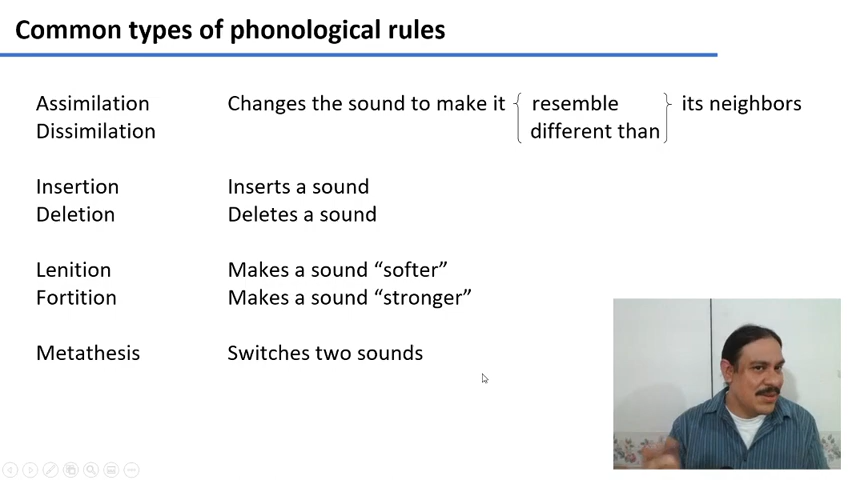 Common types of phonological rules
Assimilation Changes the sound to make it { resemble } its neighbors
Dissimilation different than
Insertion Inserts a sound
Deletion Deletes a sound
Lenition Makes a sound “softer”
Fortition Makes a sound “stronger”
Metathesis Switches two sounds